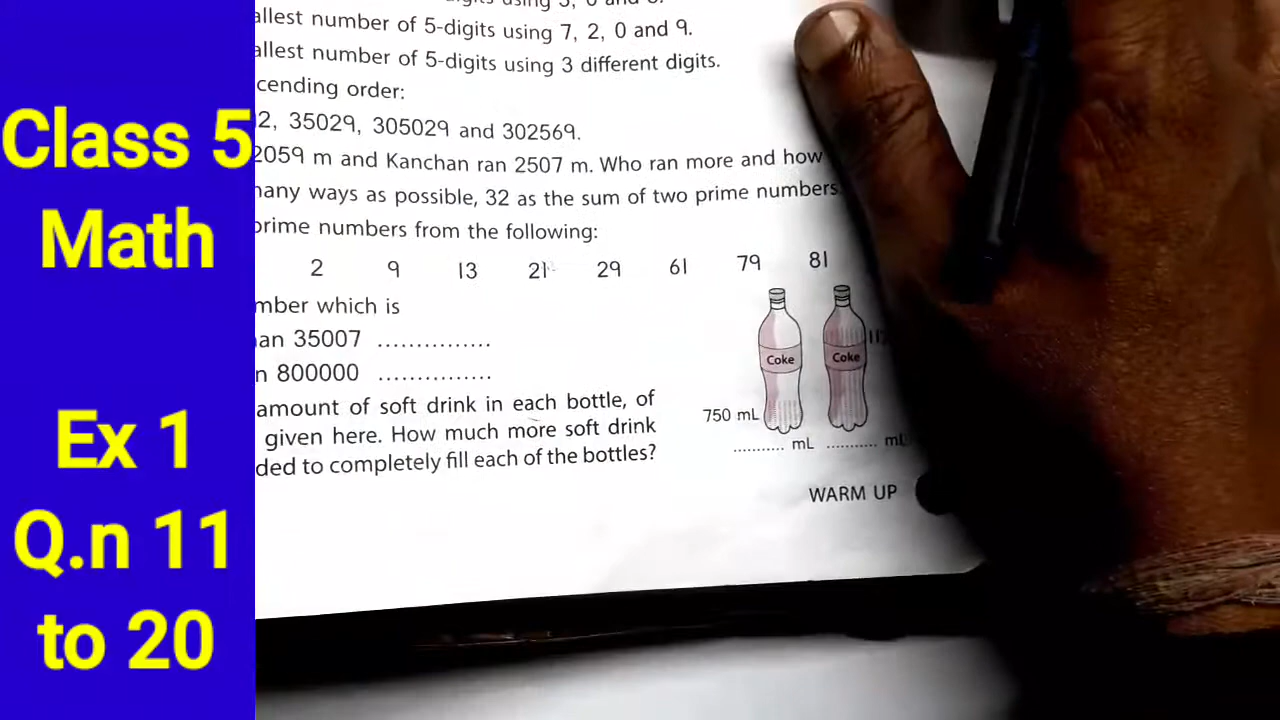 Class 5
Math
Ex 1
Q.n 11
to 20
allest number of 5-digits using 7, 2, 0 and 9.
allest number of 5-digits using 3 different digits.
cending order:
2, 35029, 305029 and 302569.
2059 m and Kanchan ran 2507 m. Who ran more and how
any ways as possible, 32 as the sum of two prime numbers
prime numbers from the following:
2 9 13 21 29 61 79 81
mber which is
an 35007 ...............
n 800000 ...............
amount of soft drink in each bottle, of
given here. How much more soft drink
ded to completely fill each of the bottles?
Coke Coke
750 mL
........... mL ........... mL
WARM UP